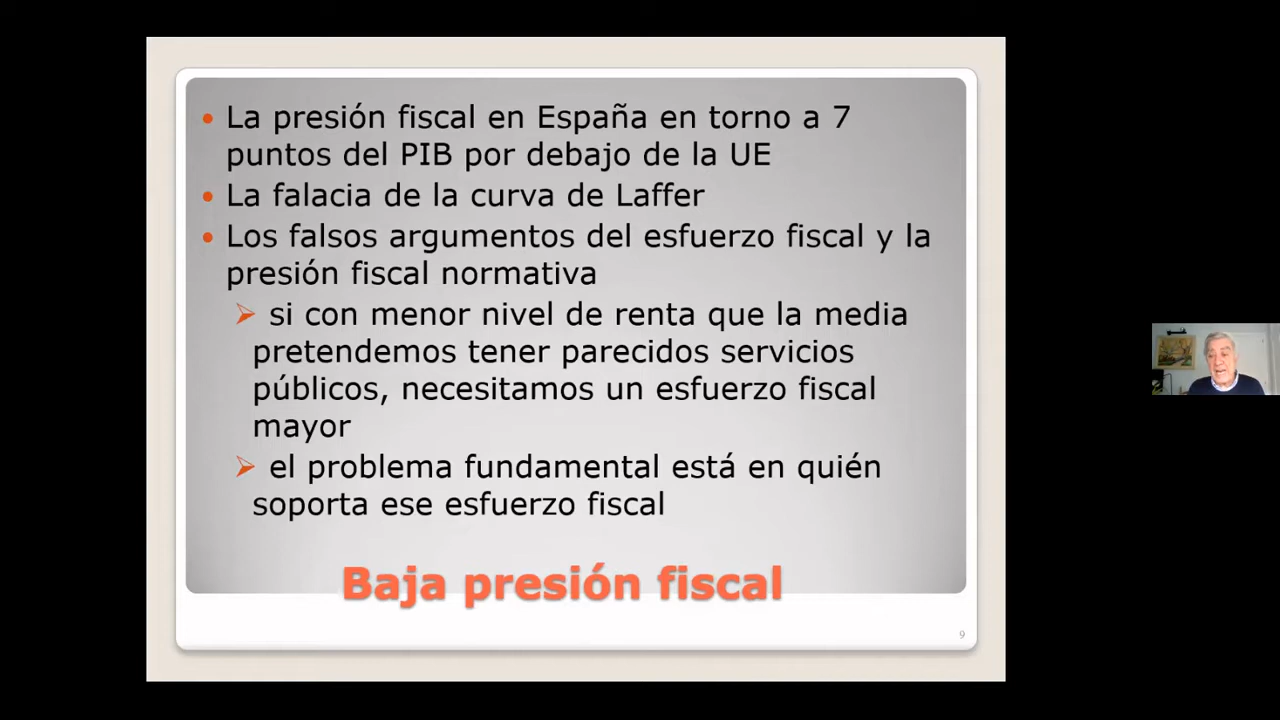 La presión fiscal en España en torno a 7
puntos del PIB por debajo de la UE
La falacia de la curva de Laffer
Los falsos argumentos del esfuerzo fiscal y la
presión fiscal normativa
si con menor nivel de renta que la media
pretendemos tener parecidos servicios
públicos, necesitamos un esfuerzo fiscal
mayor
el problema fundamental está en quién
soporta ese esfuerzo fiscal
Baja presión fiscal
9